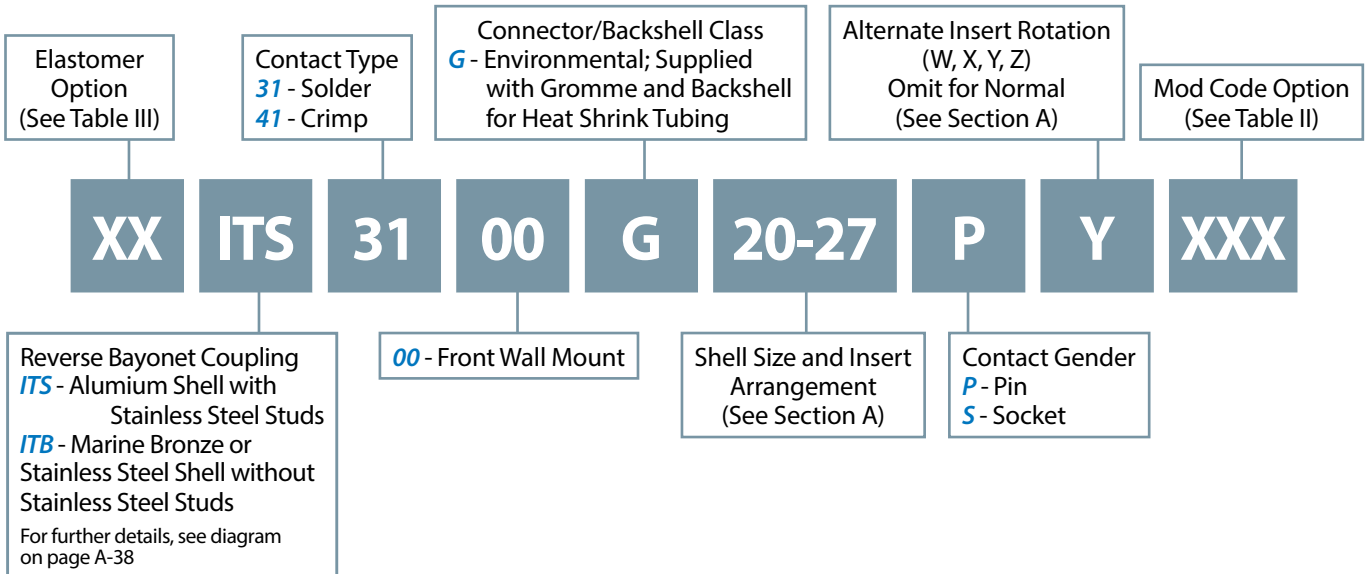 Elastomer
Option
(See Table III)
Contact Type
31 - Solder
41 - Crimp
Connector/Backshell Class
G - Environmental; Supplied
with Gromme and Backshell
for Heat Shrink Tubing
Alternate Insert Rotation
(W, X, Y, Z)
Omit for Normal
(See Section A)
Mod Code Option
(See Table II)
XX ITS 31 00 G 20-27 P Y XXX
Reverse Bayonet Coupling
ITS - Alumium Shell with
Stainless Steel Studs
ITB - Marine Bronze or
Stainless Steel Shell without
Stainless Steel Studs
For further details, see diagram
on page A-38
00 - Front Wall Mount
Shell Size and Insert
Arrangement
(See Section A)
Contact Gender
P - Pin
S - Socket